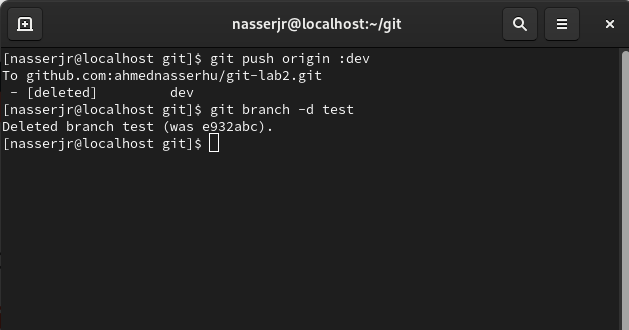 nasserjr@localhost:~/git
[nasserjr@localhost git]$ git push origin :dev
To github.com:ahmednasserhu/git-lab2.git
 - [deleted]         dev
[nasserjr@localhost git]$ git branch -d test
Deleted branch test (was e932abc).
[nasserjr@localhost git]$